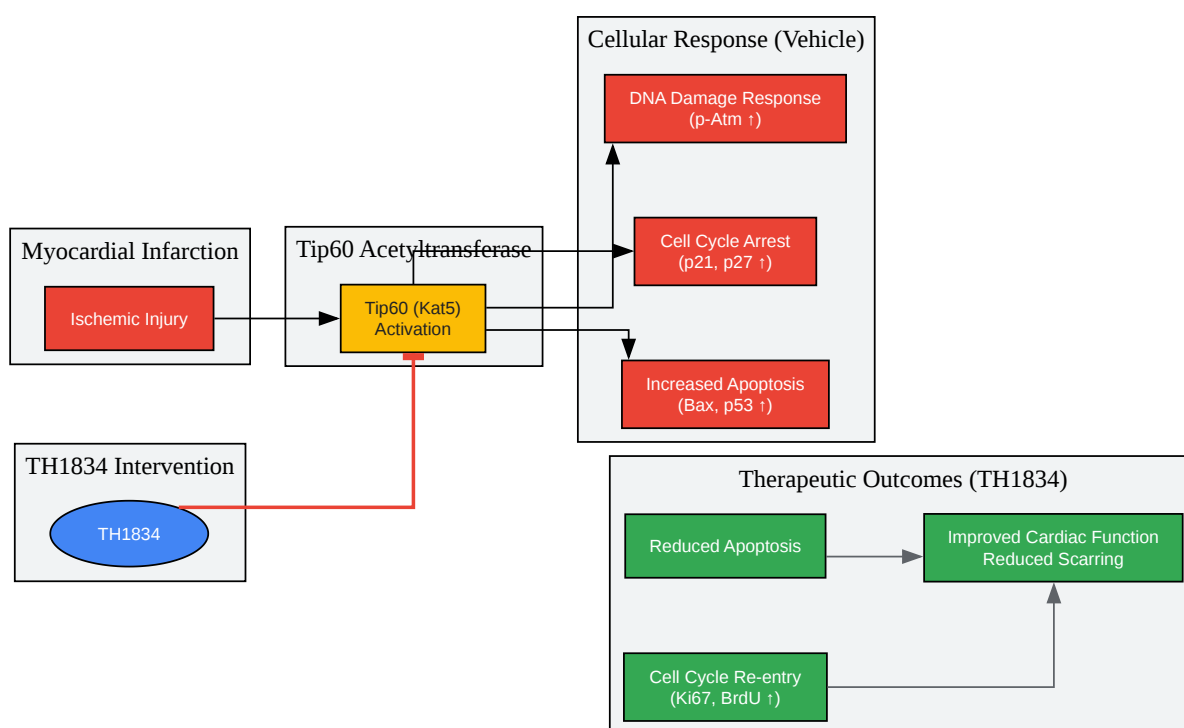 Cellular Response (Vehicle)
DNA Damage Response
(p-Atm ↑)
Cell Cycle Arrest
(p21, p27 ↑)
Increased Apoptosis
(Bax, p53 ↑)
Myocardial Infarction
Ischemic Injury
Tip60 Acetyltransferase
Tip60 (Kat5)
Activation
TH1834 Intervention
TH1834
Therapeutic Outcomes (TH1834)
Reduced Apoptosis
Improved Cardiac Function
Reduced Scarring
Cell Cycle Re-entry
(Ki67, BrdU ↑)